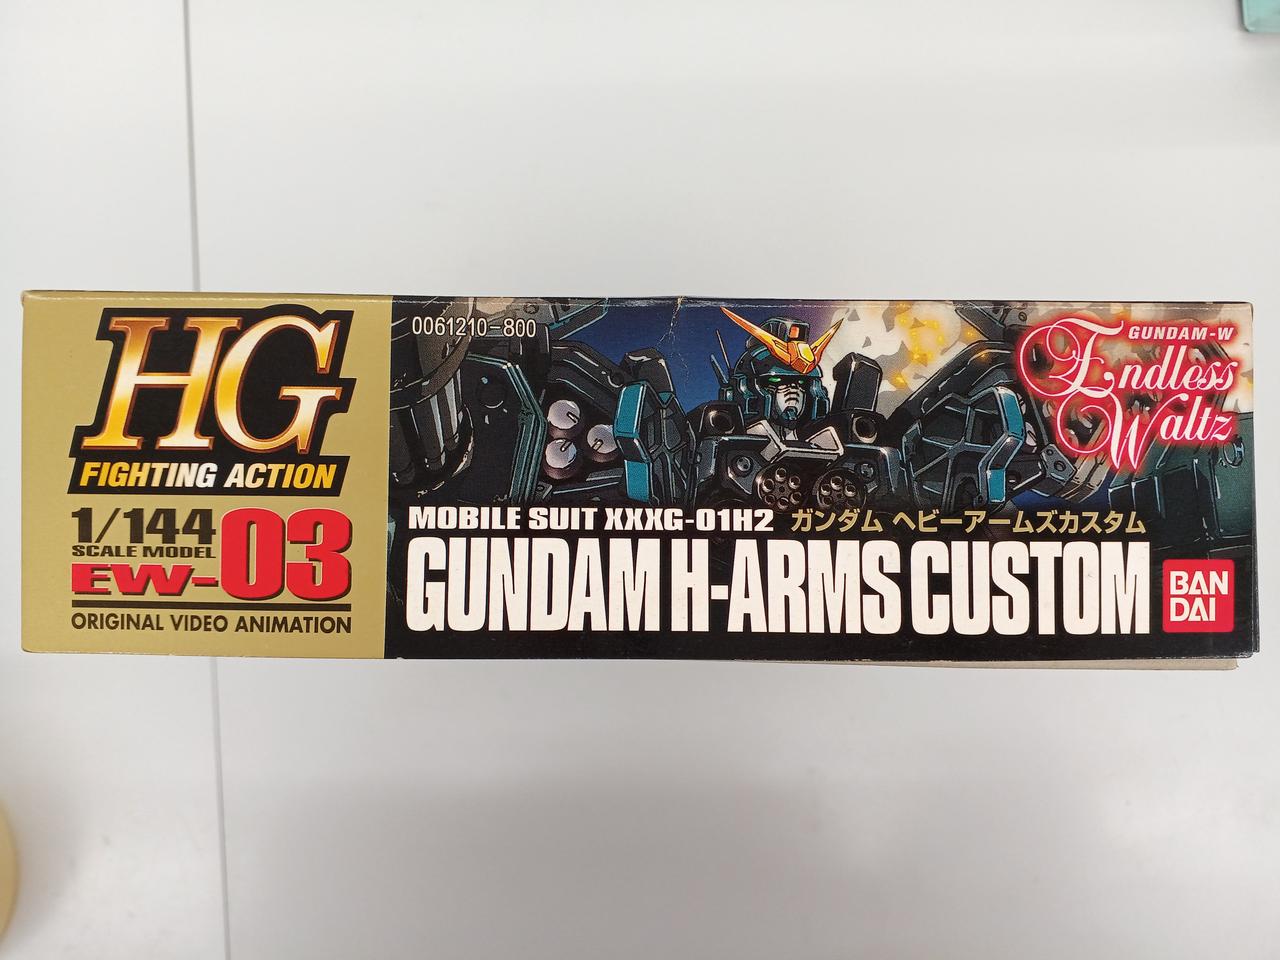 HG
FIGHTING ACTION
1/144
SCALE MODEL
EW-03
ORIGINAL VIDEO ANIMATION
0061210-800
GUNDAM-W
Endless
Waltz
MOBILE SUIT XXXG-01H2 ガンダム ヘビーアームズカスタム
GUNDAM H-ARMS CUSTOM
BAN
DAI